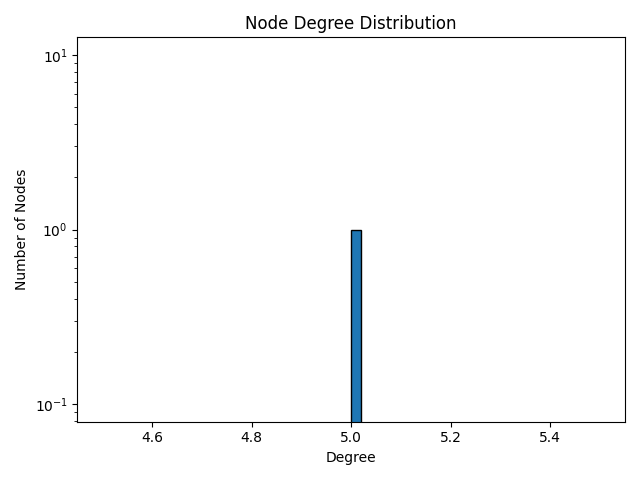 Node Degree Distribution
Number of Nodes
10¹
10⁰
10⁻¹
4.6 4.8 5.0 5.2 5.4
Degree